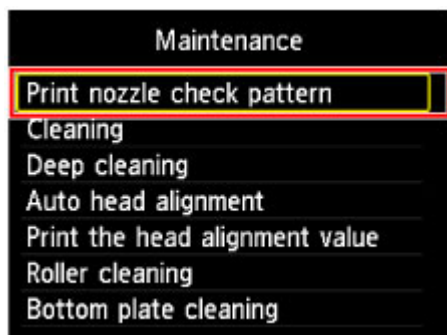 Maintenance
Print nozzle check pattern
Cleaning
Deep cleaning
Auto head alignment
Print the head alignment value
Roller cleaning
Bottom plate cleaning